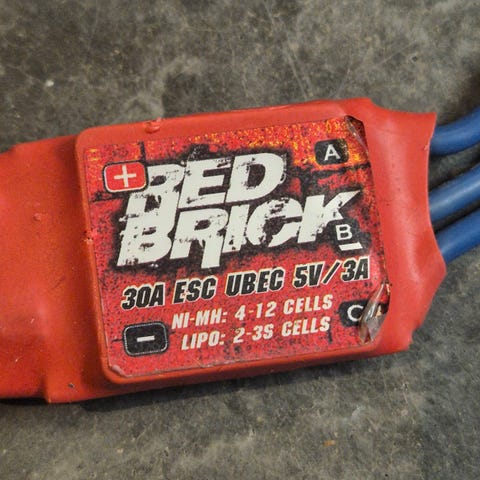 +
A
RED
BRICK
B
30A ESC UBEC 5V/3A
NI-MH: 4-12 CELLS
C
- LIPO: 2-3S CELLS